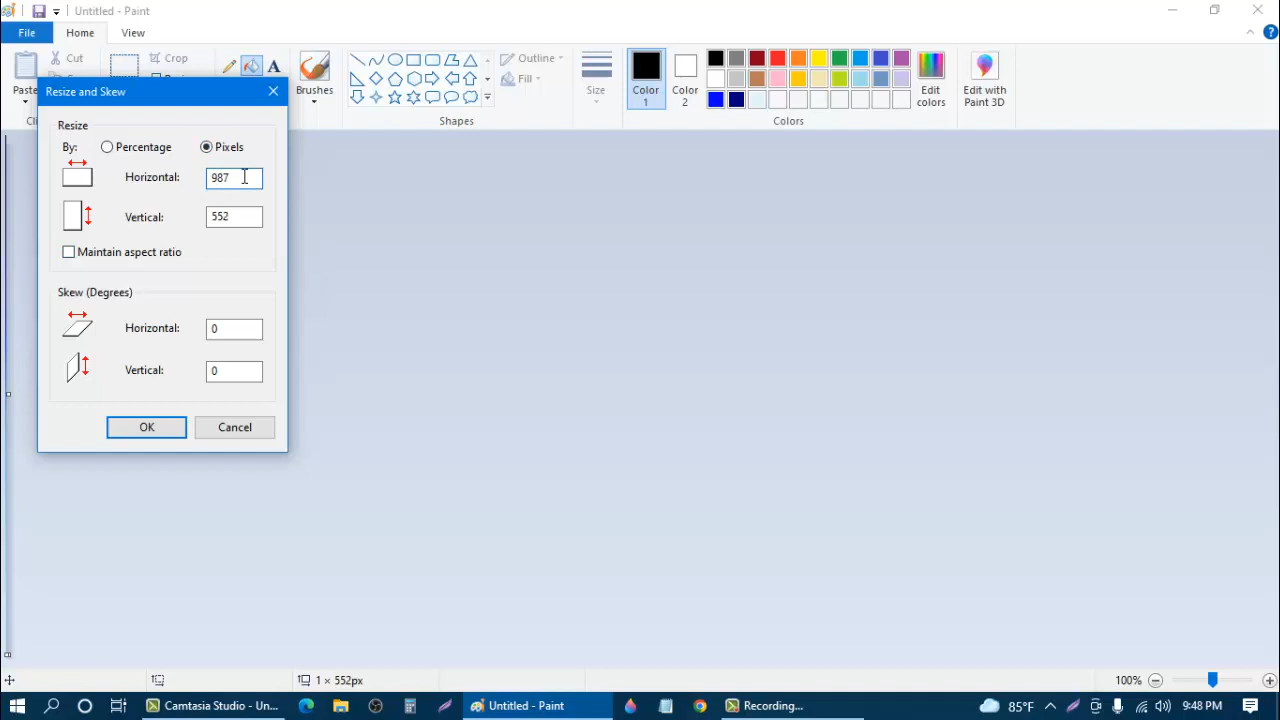 Untitled - Paint
File Home View
Paste
Cut
Crop
Brushes
Outline
Fill
Size
Color 1
Color 2
Edit colors
Edit with Paint 3D
Shapes
Colors
Resize and Skew
Resize
By: Percentage Pixels
Horizontal: 987
Vertical: 552
Maintain aspect ratio
Skew (Degrees)
Horizontal: 0
Vertical: 0
OK Cancel
1 × 552px
100%
Camtasia Studio - Un...
Untitled - Paint
Recording...
85°F
9:48 PM